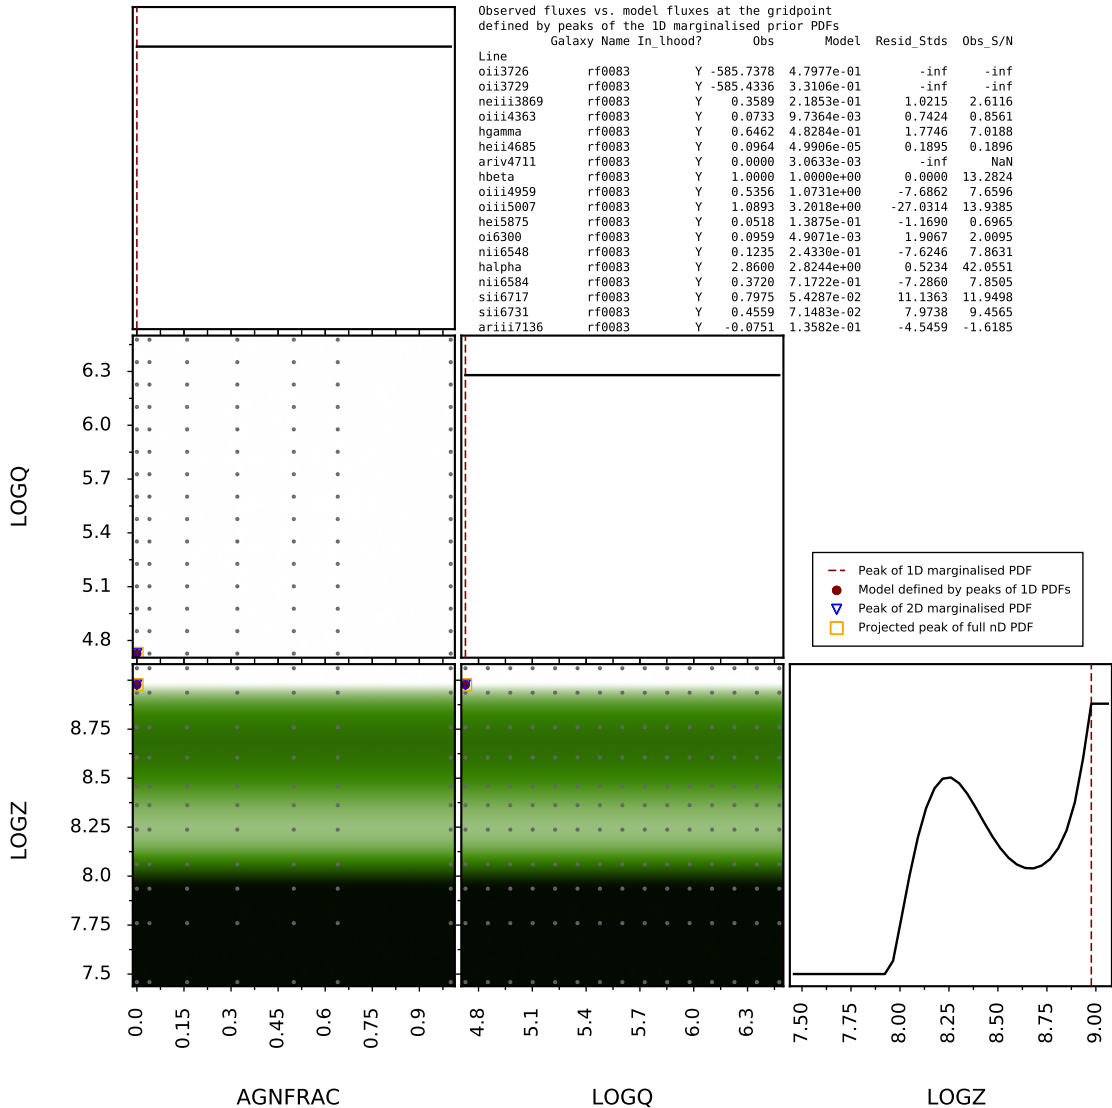 Observed fluxes vs. model fluxes at the gridpoint
defined by peaks of the 1D marginalised prior PDFs
Galaxy Name In_lhood? Obs Model Resid_Stds Obs_S/N
Line
oii3726 rf0083 Y -585.7378 4.7977e-01 -inf -inf
oii3729 rf0083 Y -585.4336 3.3106e-01 -inf -inf
neiii3869 rf0083 Y 0.3589 2.1853e-01 1.0215 2.6116
oiii4363 rf0083 Y 0.0733 9.7364e-03 0.7424 0.8561
hgamma rf0083 Y 0.6462 4.8284e-01 1.7746 7.0188
heii4685 rf0083 Y 0.0964 4.9906e-05 0.1895 0.1896
ariv4711 rf0083 Y 0.0000 3.0633e-03 -inf NaN
hbeta rf0083 Y 1.0000 1.0000e+00 0.0000 13.2824
oiii4959 rf0083 Y 0.5356 1.0731e+00 -7.6862 7.6596
oiii5007 rf0083 Y 1.0893 3.2018e+00 -27.0314 13.9385
hei5875 rf0083 Y 0.0518 1.3875e-01 -1.1690 0.6965
oi6300 rf0083 Y 0.0959 4.9071e-03 1.9067 2.0095
nii6548 rf0083 Y 0.1235 2.4330e-01 -7.6246 7.8631
halpha rf0083 Y 2.8600 2.8244e+00 0.5234 42.0551
nii6584 rf0083 Y 0.3720 7.1722e-01 -7.2860 7.8505
sii6717 rf0083 Y 0.7975 5.4287e-02 11.1363 11.9498
sii6731 rf0083 Y 0.4559 7.1483e-02 7.9738 9.4565
ariii7136 rf0083 Y -0.0751 1.3582e-01 -4.5459 -1.6185
6.3
6.0
5.7
5.4
5.1
4.8
LOGQ
Peak of 1D marginalised PDF
Model defined by peaks of 1D PDFs
Peak of 2D marginalised PDF
Projected peak of full nD PDF
8.75
8.5
8.25
8.0
7.75
7.5
LOGZ
0.0 0.15 0.3 0.45 0.6 0.75 0.9
4.8 5.1 5.4 5.7 6.0 6.3
7.50 7.75 8.00 8.25 8.50 8.75 9.00
AGNFRAC LOGQ LOGZ